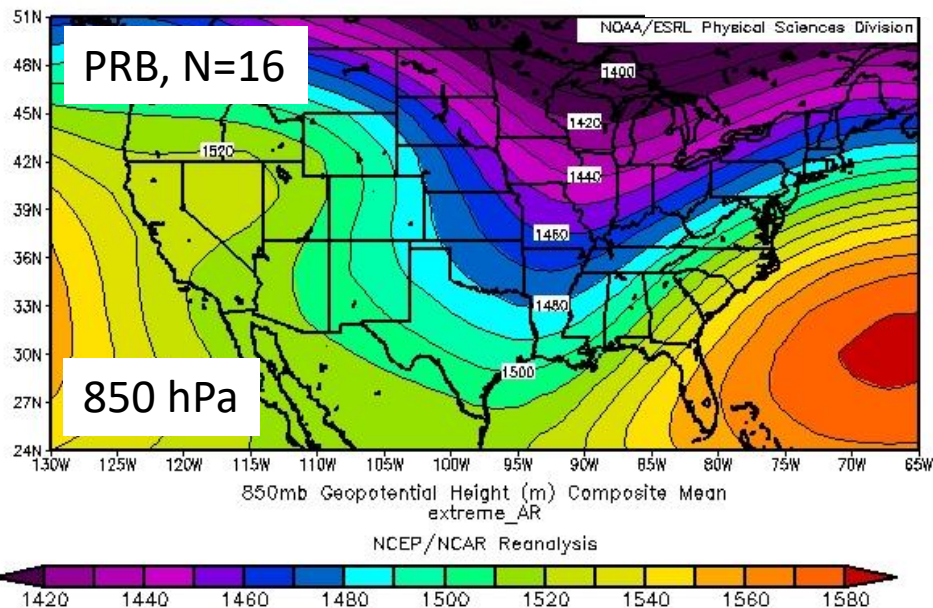 51N
NOAA/ESRL Physical Sciences Division
PRB, N=16
48N
1400
45N
1420
1520
42N
1440
39N
1460
36N
33N
1480
30N
1500
850 hPa
27N
24N
130W 125W 120W 115W 110W 105W 100W 95W 90W 85W 80W 75W 70W 65W
850mb Geopotential Height (m) Composite Mean
extreme_AR
NCEP/NCAR Reanalysis
1420 1440 1460 1480 1500 1520 1540 1560 1580